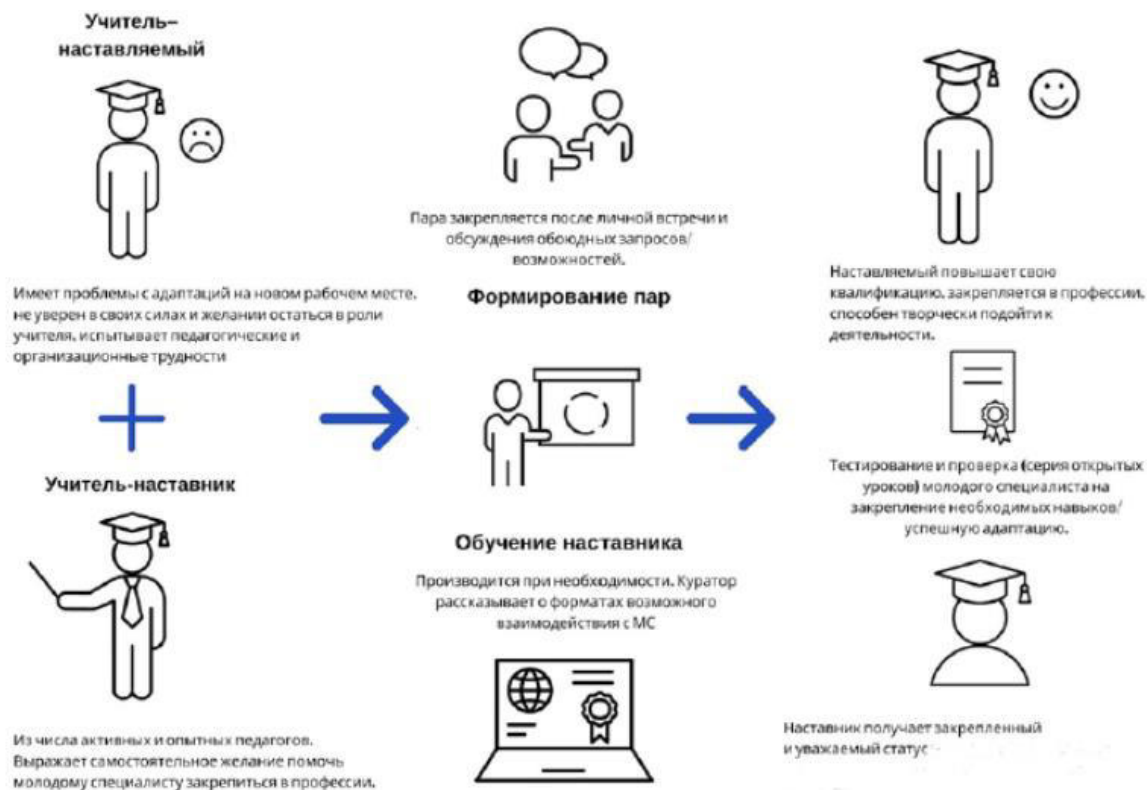 Учитель–
наставляемый
Имеет проблемы с адаптаций на новом рабочем месте,
не уверен в своих силах и желании остаться в роли
учителя, испытывает педагогические и
организационные трудности
Учитель-наставник
Из числа активных и опытных педагогов.
Выражает самостоятельное желание помочь
молодому специалисту закрепиться в профессии.
Пара закрепляется после личной встречи и
обсуждения обоюдных запросов/
возможностей.
Формирование пар
Обучение наставника
Производится при необходимости. Куратор
рассказывает о форматах возможного
взаимодействия с МС
Наставляемый повышает свою
квалификацию, закрепляется в профессии,
способен творчески подойти к
деятельности.
Тестирование и проверка (серия открытых
уроков) молодого специалиста на
закрепление необходимых навыков/
успешную адаптацию.
Наставник получает закрепленный
и уважаемый статус